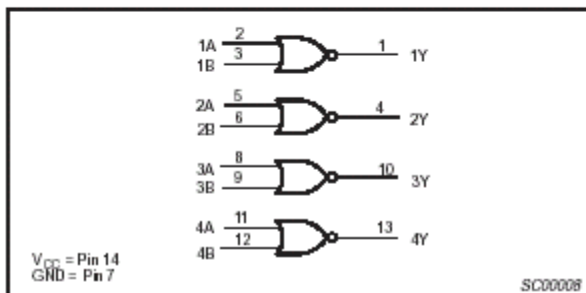 1A 2 1 1Y
1B 3
2A 5 4 2Y
2B 6
3A 8 10 3Y
3B 9
4A 11 13 4Y
4B 12
VCC = Pin 14
GND = Pin 7
SC00008